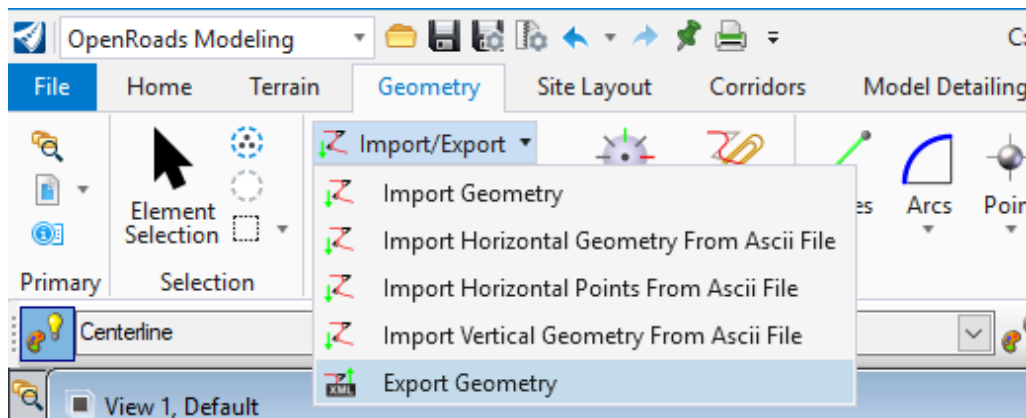 OpenRoads Modeling
File Home Terrain Geometry Site Layout Corridors Model Detailing
Import/Export
Import Geometry
Import Horizontal Geometry From Ascii File
Import Horizontal Points From Ascii File
Import Vertical Geometry From Ascii File
XML Export Geometry
Element
Selection
Arcs
Primary Selection
Centerline
View 1, Default